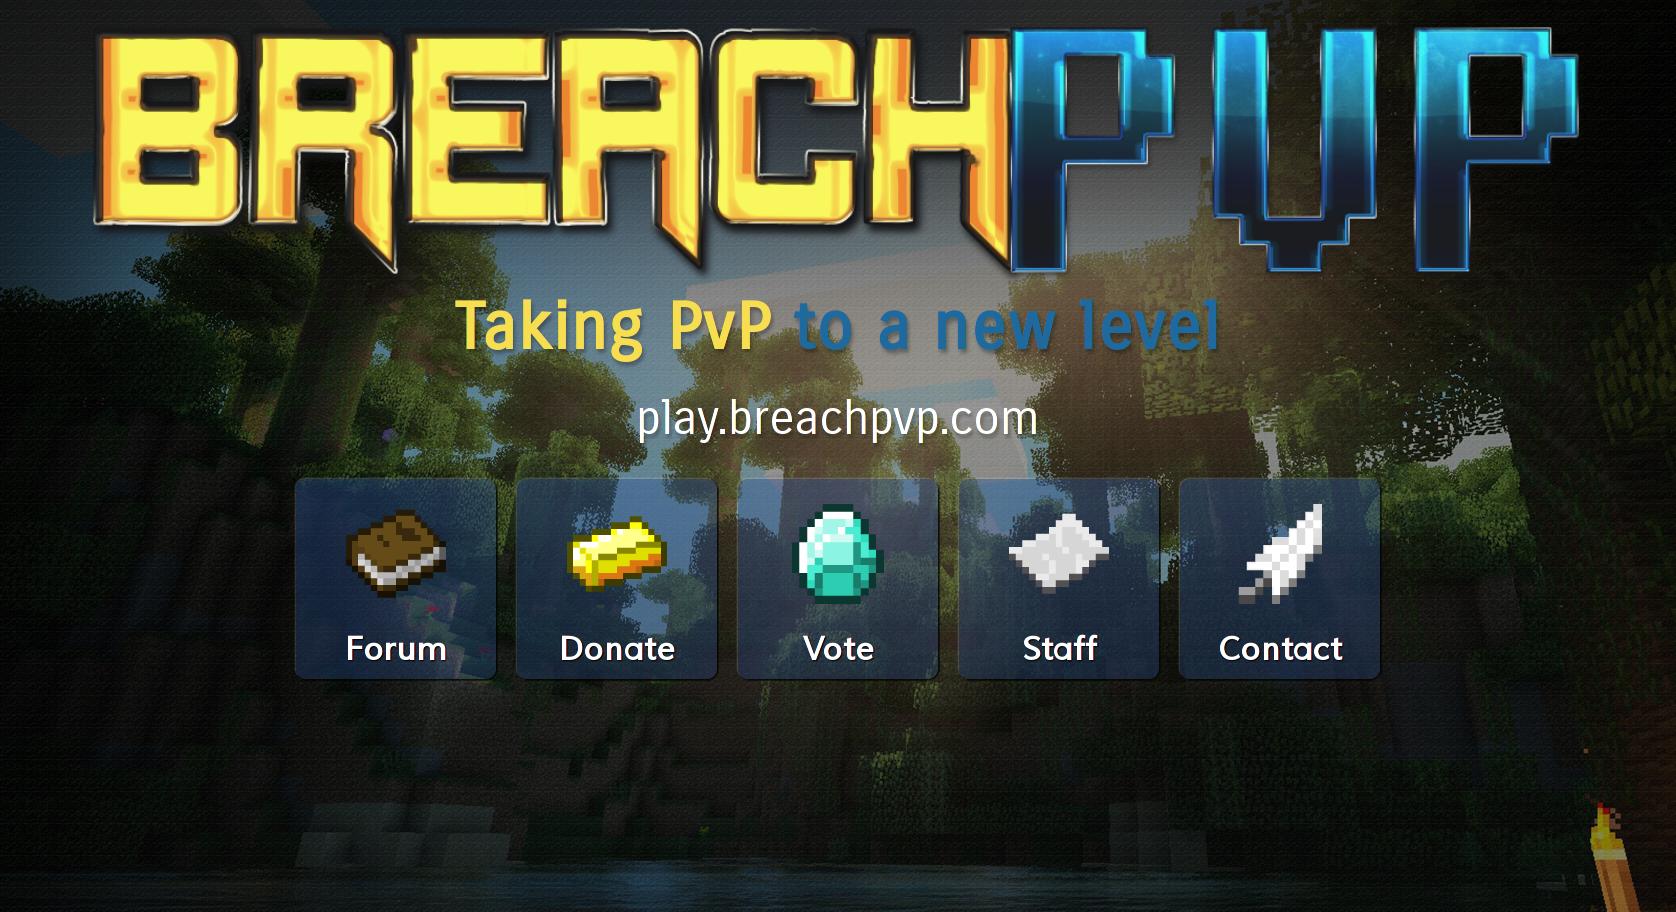 BREACHPVP
Taking PvP to a new level
play.breachpvp.com
Forum Donate Vote Staff Contact